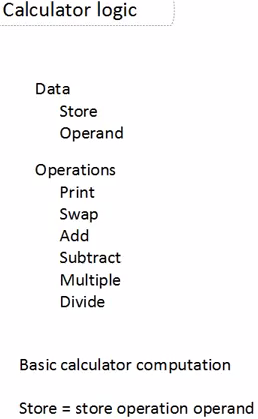 Calculator logic
Data
Store
Operand
Operations
Print
Swap
Add
Subtract
Multiple
Divide
Basic calculator computation
Store = store operation operand